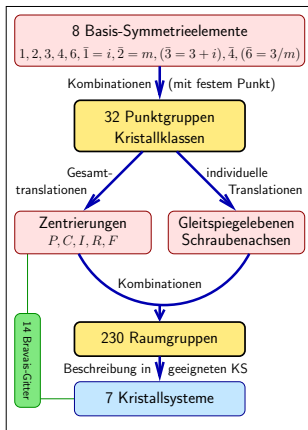 8 Basis-Symmetrieelemente
1, 2, 3, 4, 6, 1̄ = i, 2̄ = m, (3̄ = 3 + i), 4̄, (6̄ = 3/m)
Kombinationen (mit festem Punkt)
32 Punktgruppen
Kristallklassen
Gesamt-
translationen
individuelle
Translationen
Zentrierungen
P, C, I, R, F
Gleitspiegelebenen
Schraubenachsen
Kombinationen
14 Bravais-Gitter
230 Raumgruppen
Beschreibung in geeigneten KS
7 Kristallsysteme